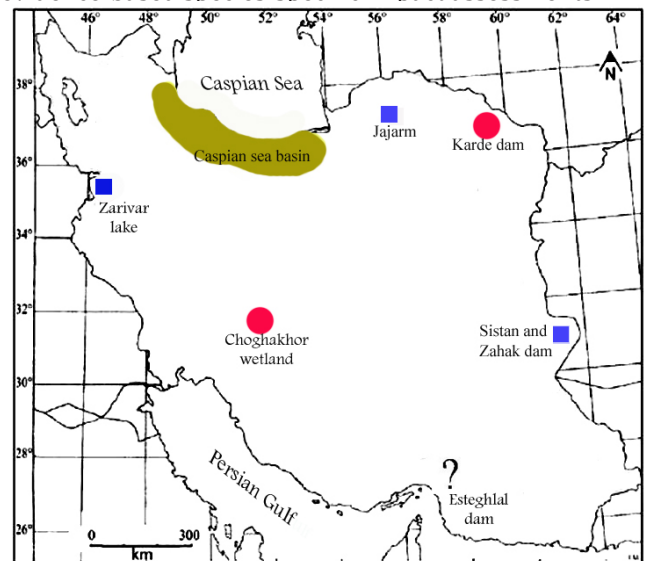 46° 48° 50° 52° 54° 56° 58° 60° 62° 64°
N
Caspian Sea
38°
Jajarm
Karde dam
Caspian sea basin
36°
Zarivar
lake
34°
32°
Choghakhor
wetland
Sistan and
Zahak dam
30°
28°
Persian Gulf
?
Esteghlal
dam
0 300
km
26°